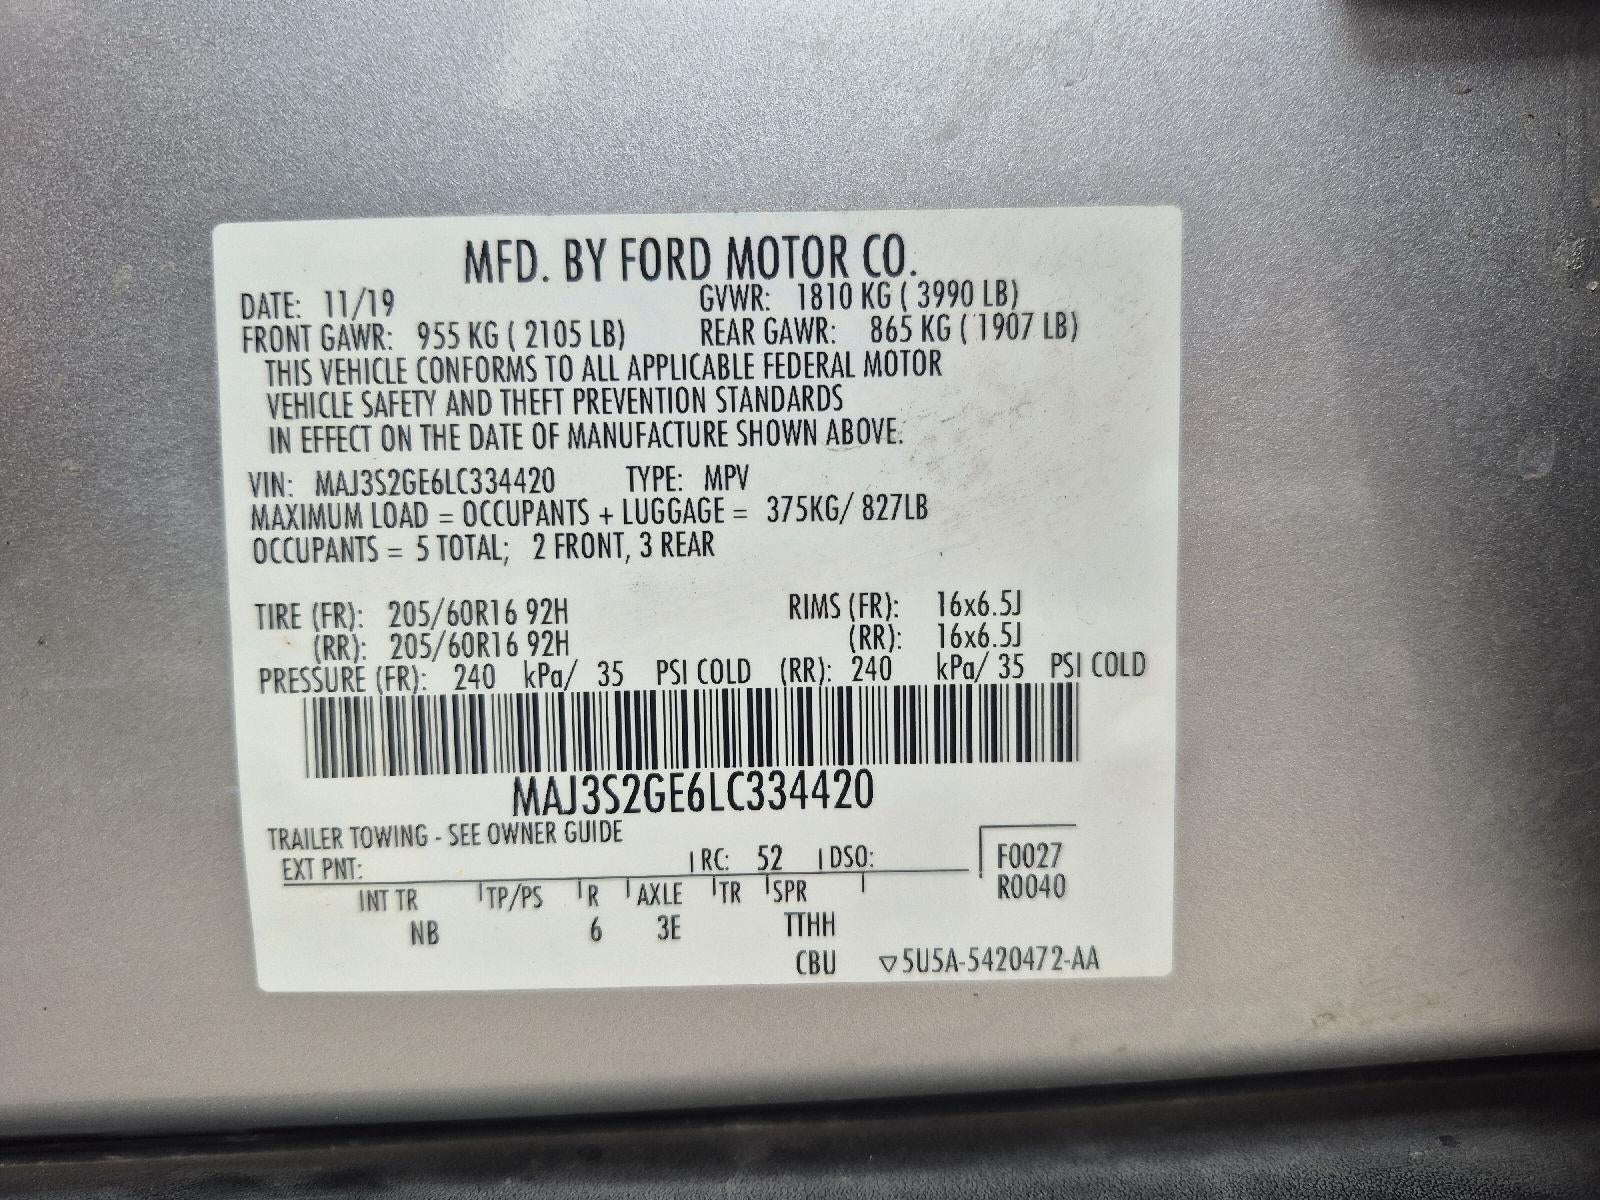 MFD. BY FORD MOTOR CO.
DATE: 11/19 GVWR: 1810 KG ( 3990 LB)
FRONT GAWR: 955 KG ( 2105 LB) REAR GAWR: 865 KG ( 1907 LB)
THIS VEHICLE CONFORMS TO ALL APPLICABLE FEDERAL MOTOR
VEHICLE SAFETY AND THEFT PREVENTION STANDARDS
IN EFFECT ON THE DATE OF MANUFACTURE SHOWN ABOVE.
VIN: MAJ3S2GE6LC334420 TYPE: MPV
MAXIMUM LOAD = OCCUPANTS + LUGGAGE = 375KG/ 827LB
OCCUPANTS = 5 TOTAL; 2 FRONT, 3 REAR
TIRE (FR): 205/60R16 92H RIMS (FR): 16x6.5J
(RR): 205/60R16 92H (RR): 16x6.5J
PRESSURE (FR): 240 kPa/ 35 PSI COLD (RR): 240 kPa/ 35 PSI COLD
MAJ3S2GE6LC334420
TRAILER TOWING - SEE OWNER GUIDE
EXT PNT: RC: 52 DSO: F0027
R0040
INT TR TP/PS R AXLE TR SPR
NB 6 3E TTHH
CBU ▽5U5A-5420472-AA